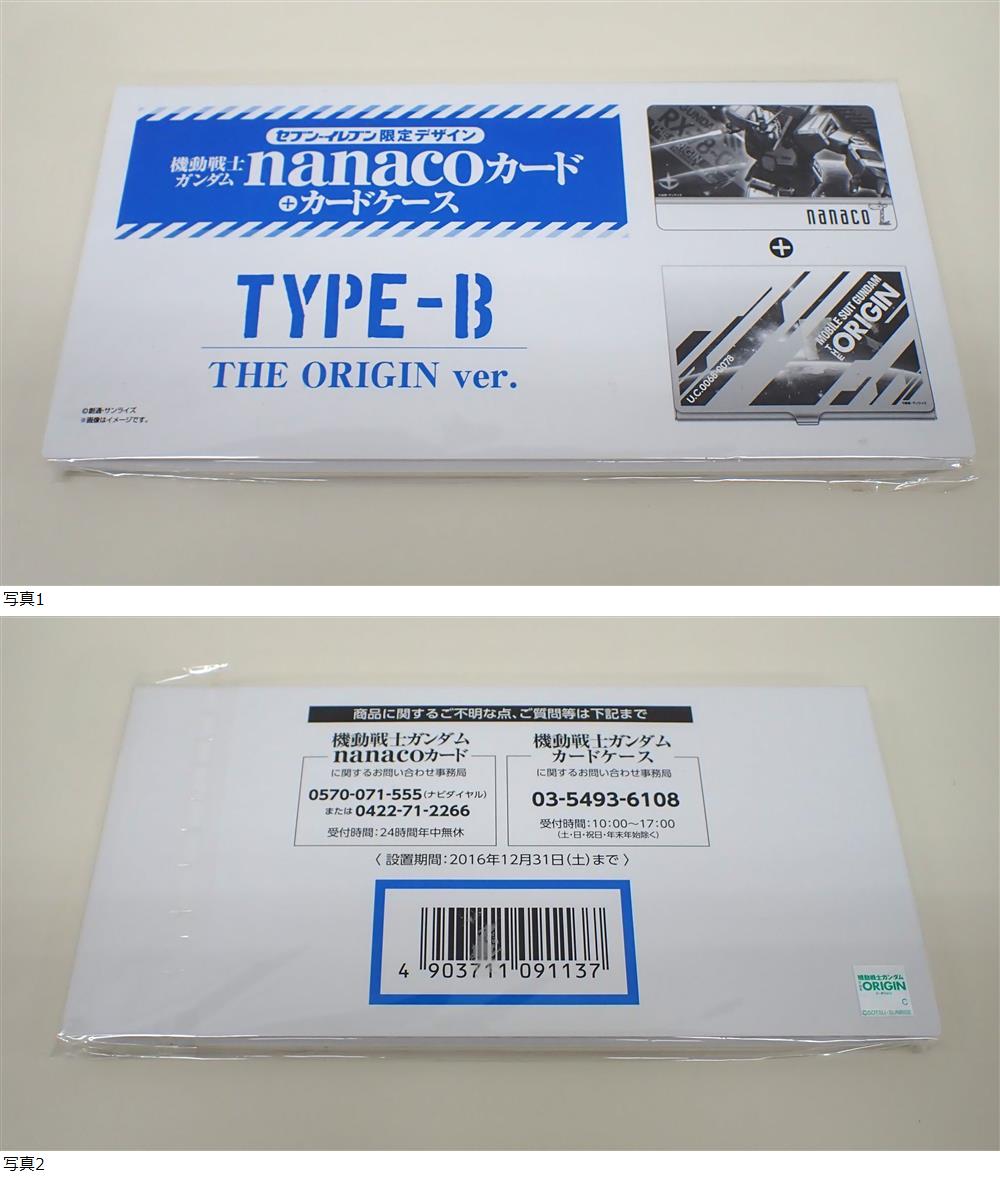 セブン-イレブン限定デザイン
機動戦士
ガンダム
nanacoカード
+カードケース
TYPE-B
THE ORIGIN ver.
©創通・サンライズ
※画像はイメージです。
nanaco
+
MOBILE SUIT GUNDAM
THE ORIGIN
U.C.0068-0078
写真1
商品に関するご不明な点、ご質問等は下記まで
機動戦士ガンダム
nanacoカード
に関するお問い合わせ事務局
0570-071-555(ナビダイヤル)
または 0422-71-2266
受付時間:24時間年中無休
機動戦士ガンダム
カードケース
に関するお問い合わせ事務局
03-5493-6108
受付時間:10:00〜17:00
(土・日・祝日・年末年始除く)
〈 設置期間:2016年12月31日(土)まで 〉
4 903711 091137
機動戦士ガンダム
THE ORIGIN
C
©SOTSU・SUNRISE
写真2